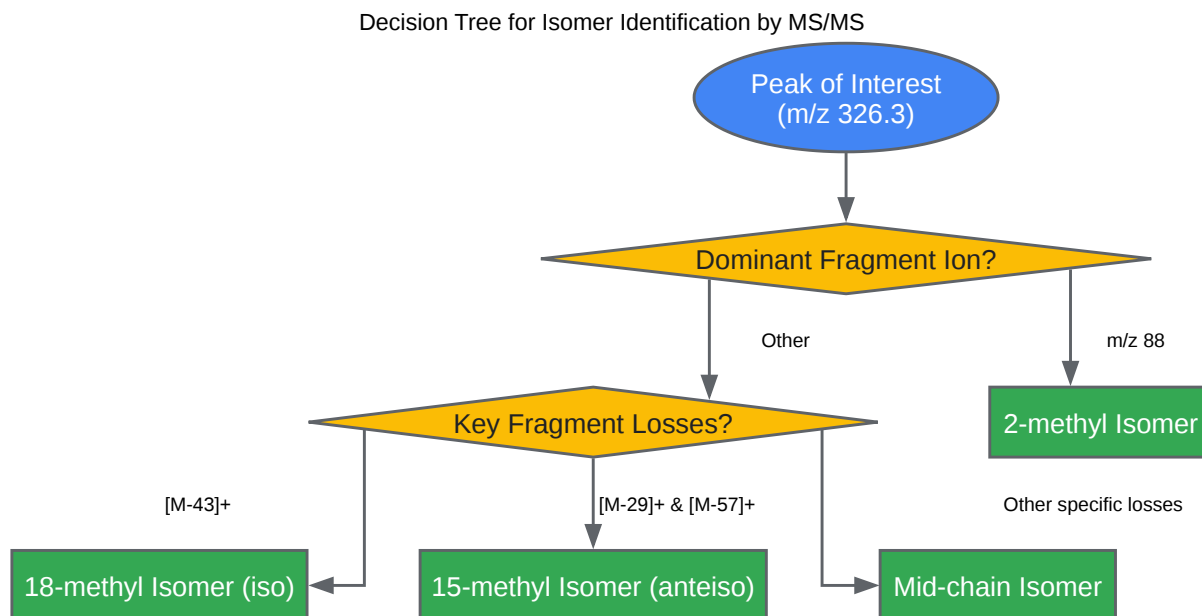 Decision Tree for Isomer Identification by MS/MS
Peak of Interest
(m/z 326.3)
Dominant Fragment Ion?
Other
m/z 88
Key Fragment Losses?
2-methyl Isomer
[M-43]+
[M-29]+ & [M-57]+
Other specific losses
18-methyl Isomer (iso)
15-methyl Isomer (anteiso)
Mid-chain Isomer